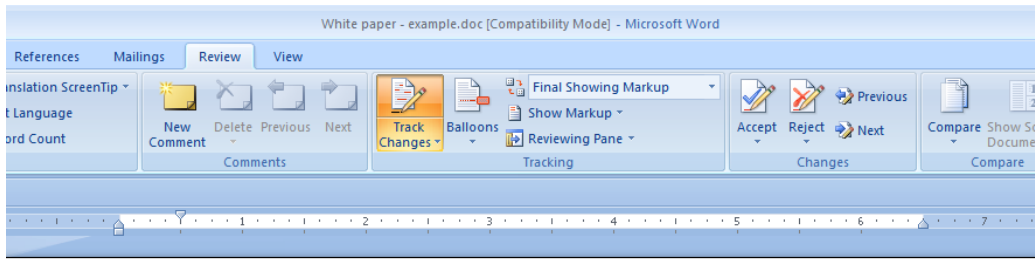 White paper - example.doc [Compatibility Mode] - Microsoft Word
References Mailings Review View
anslation ScreenTip
t Language
ord Count
New Comment
Delete
Previous
Next
Comments
Track Changes
Balloons
Final Showing Markup
Show Markup
Reviewing Pane
Tracking
Accept
Reject
Previous
Next
Changes
Compare
Show So
Docume
Compare
1 2 3 4 5 6 7